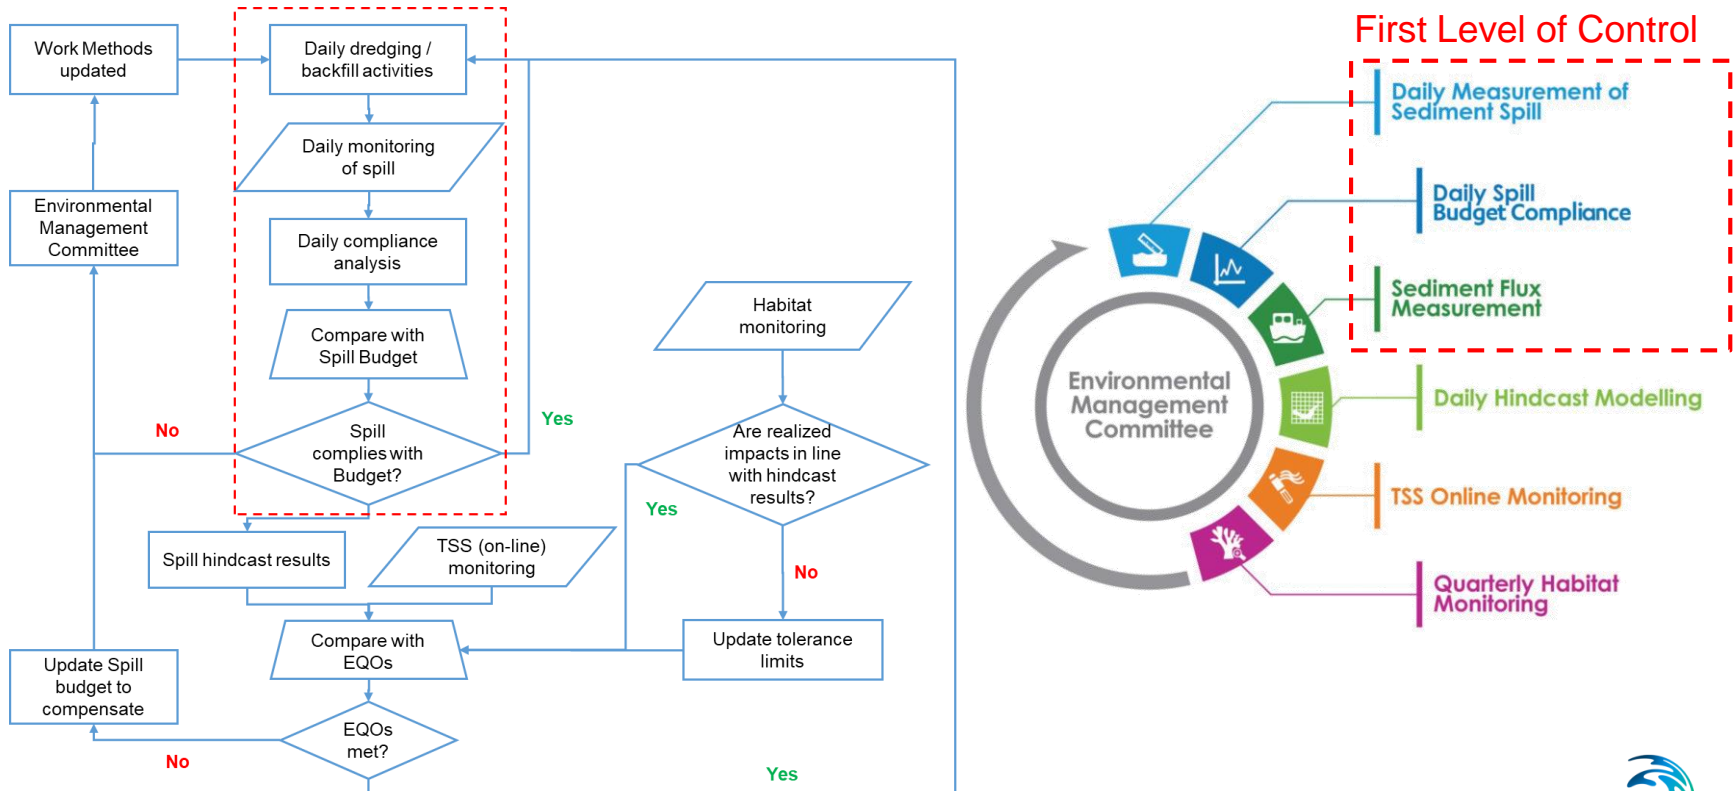 First Level of Control
Work Methods
updated
Daily dredging /
backfill activities
Daily monitoring
of spill
Environmental
Management
Committee
Daily compliance
analysis
Compare with
Spill Budget
No
Spill
complies with
Budget?
Yes
Habitat
monitoring
Are realized
impacts in line
with hindcast
results?
Yes
No
Spill hindcast results
TSS (on-line)
monitoring
Compare with
EQOs
Update tolerance
limits
Update Spill
budget to
compensate
EQOs
met?
No
Yes
Daily Measurement of
Sediment Spill
Daily Spill
Budget Compliance
Sediment Flux
Measurement
Environmental
Management
Committee
Daily Hindcast Modelling
TSS Online Monitoring
Quarterly Habitat
Monitoring